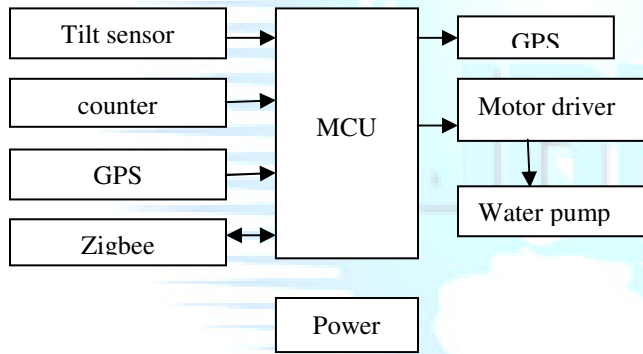 Tilt sensor
counter
GPS
Zigbee
MCU
Power
GPS
Motor driver
Water pump